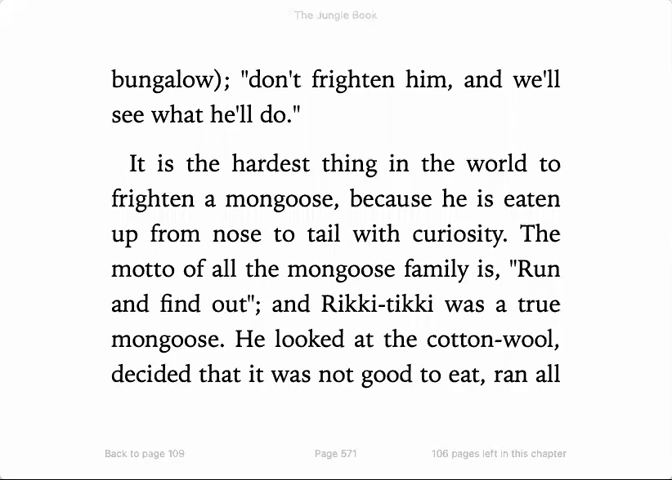 The Jungle Book
bungalow); "don't frighten him, and we'll
see what he'll do."
It is the hardest thing in the world to
frighten a mongoose, because he is eaten
up from nose to tail with curiosity. The
motto of all the mongoose family is, "Run
and find out"; and Rikki-tikki was a true
mongoose. He looked at the cotton-wool,
decided that it was not good to eat, ran all
Back to page 109 Page 571 106 pages left in this chapter